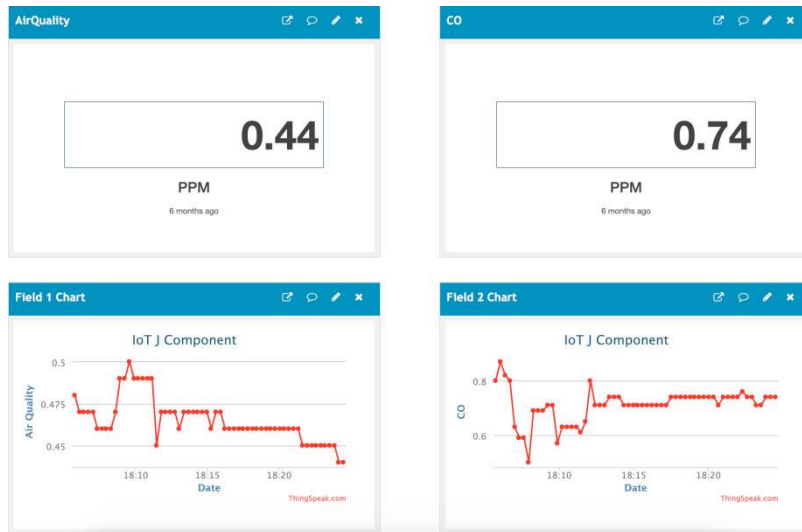 AirQuality
0.44
PPM
6 months ago
CO
0.74
PPM
6 months ago
Field 1 Chart
IoT J Component
0.5
0.475
0.45
Air Quality
18:10 18:15 18:20
Date
ThingSpeak.com
Field 2 Chart
IoT J Component
0.8
0.6
CO
18:10 18:15 18:20
Date
ThingSpeak.com